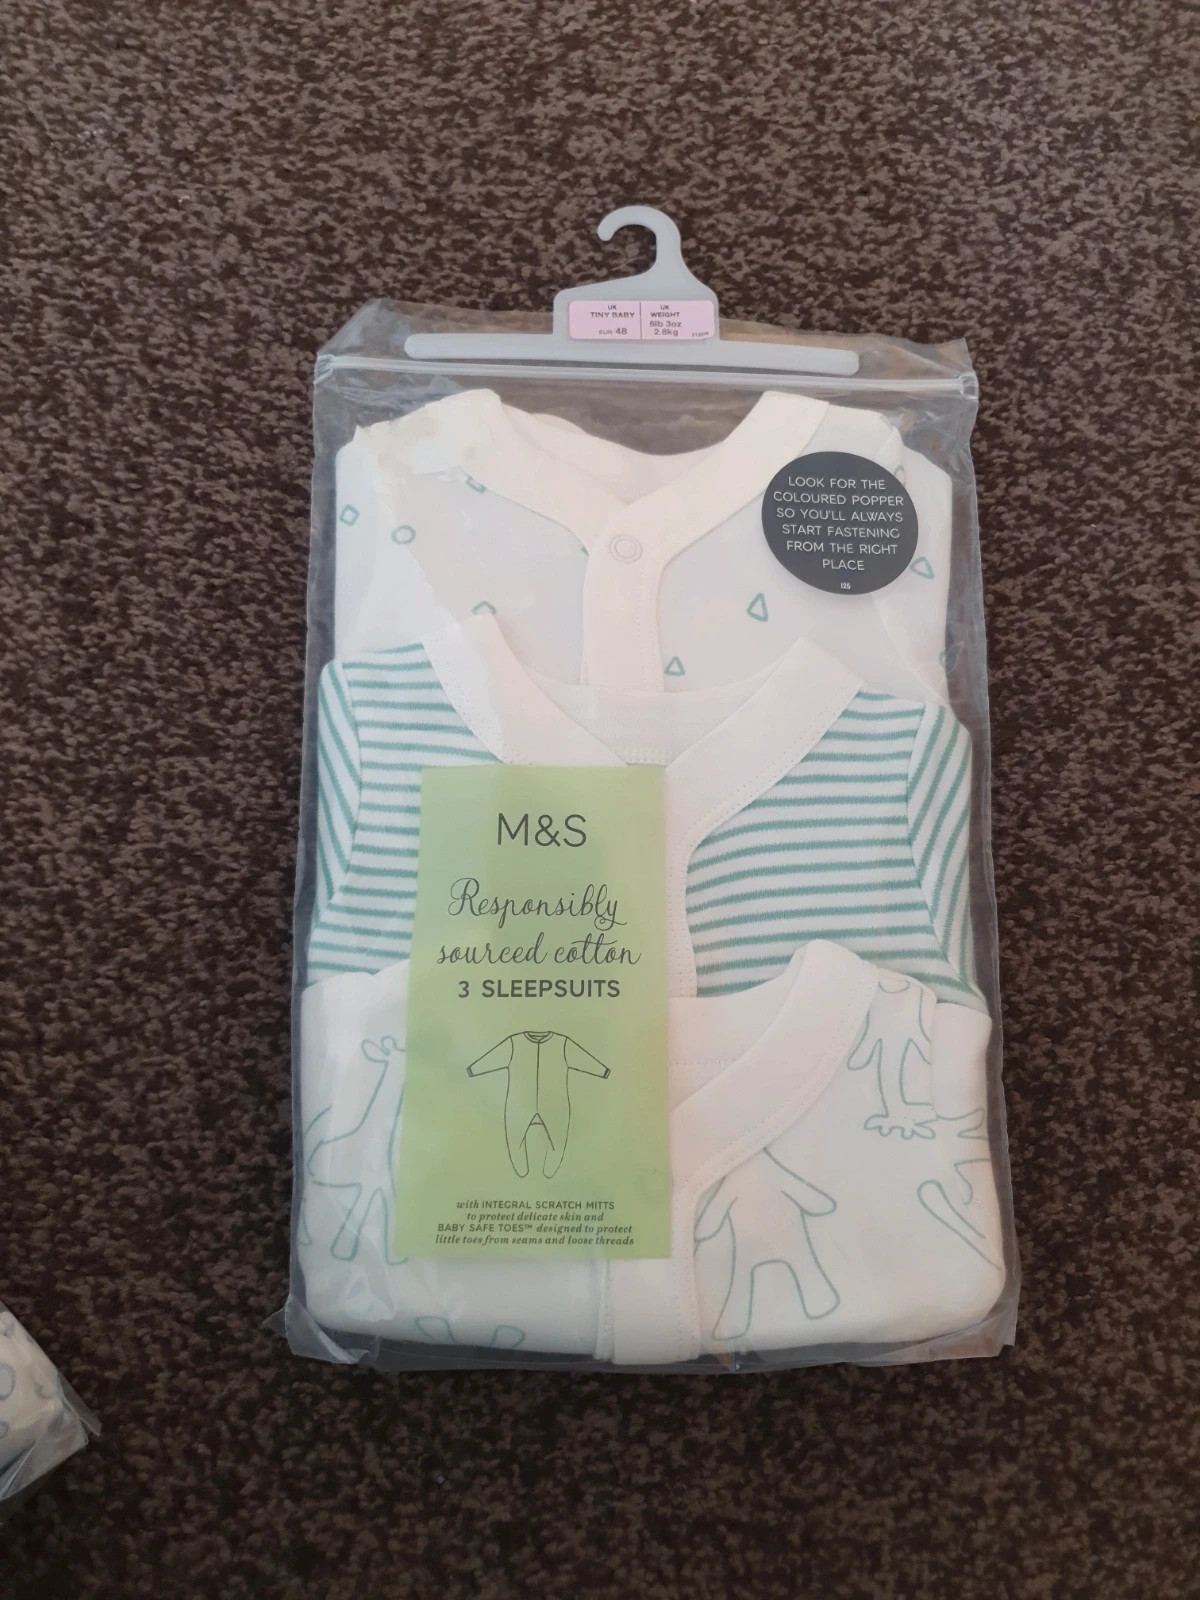 UK
TINY BABY
EUR 48
UK
WEIGHT
6lb 3oz
2.8kg
LOOK FOR THE
COLOURED POPPER
SO YOU'LL ALWAYS
START FASTENING
FROM THE RIGHT
PLACE
125
M&S
Responsibly
sourced cotton
3 SLEEPSUITS
with INTEGRAL SCRATCH MITTS
to protect delicate skin and
BABY SAFE TOES™ designed to protect
little toes from seams and loose threads